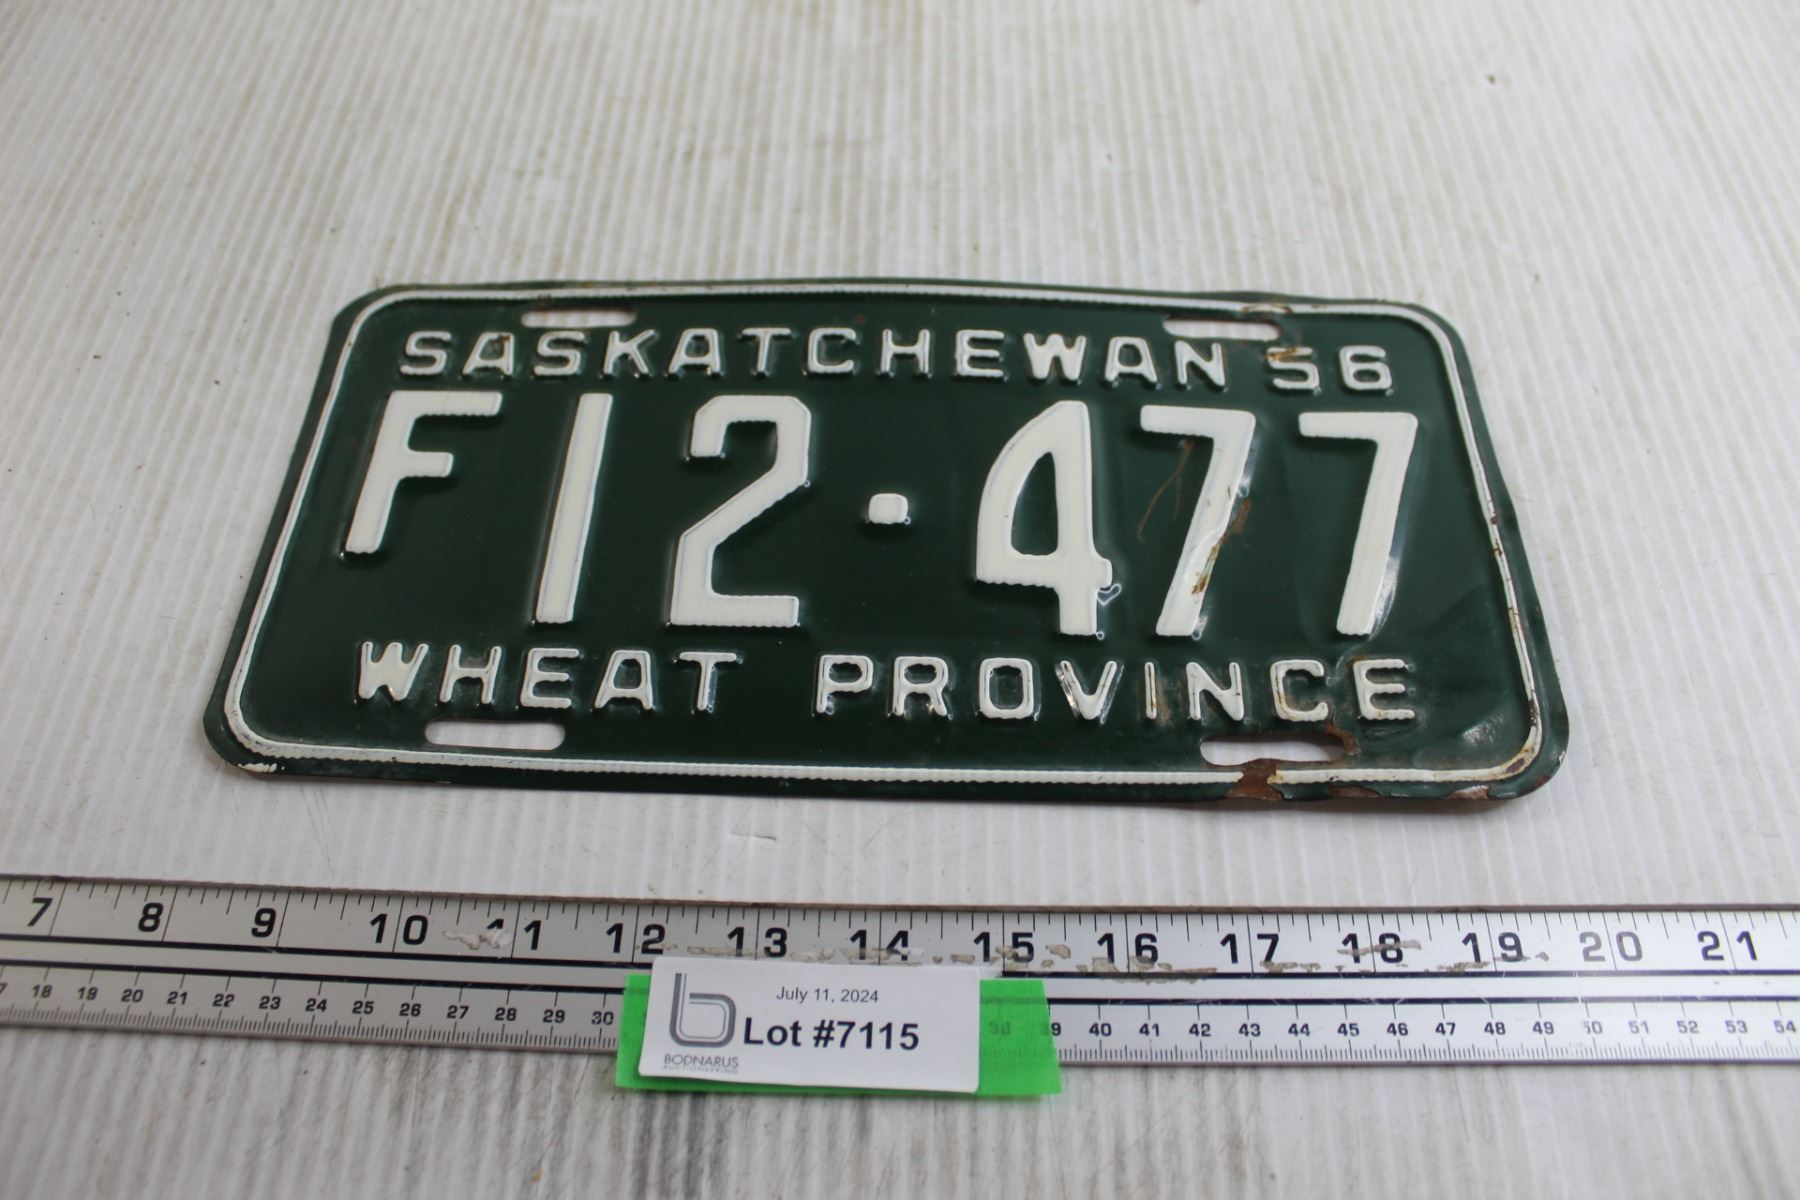 SASKATCHEWAN 56
F12·477
WHEAT PROVINCE
7 8 9 10 11 12 13 14 15 16 17 18 19 20 21
18 19 20 21 22 23 24 25 26 27 28 29 30 39 40 41 42 43 44 45 46 47 48 49 50 51 52 53 54
July 11, 2024
Lot #7115
BODNARUS
AUCTIONEERING